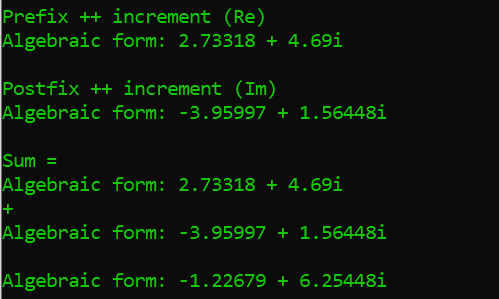 Prefix ++ increment (Re)
Algebraic form: 2.73318 + 4.69i
Postfix ++ increment (Im)
Algebraic form: -3.95997 + 1.56448i
Sum =
Algebraic form: 2.73318 + 4.69i
+
Algebraic form: -3.95997 + 1.56448i
Algebraic form: -1.22679 + 6.25448i